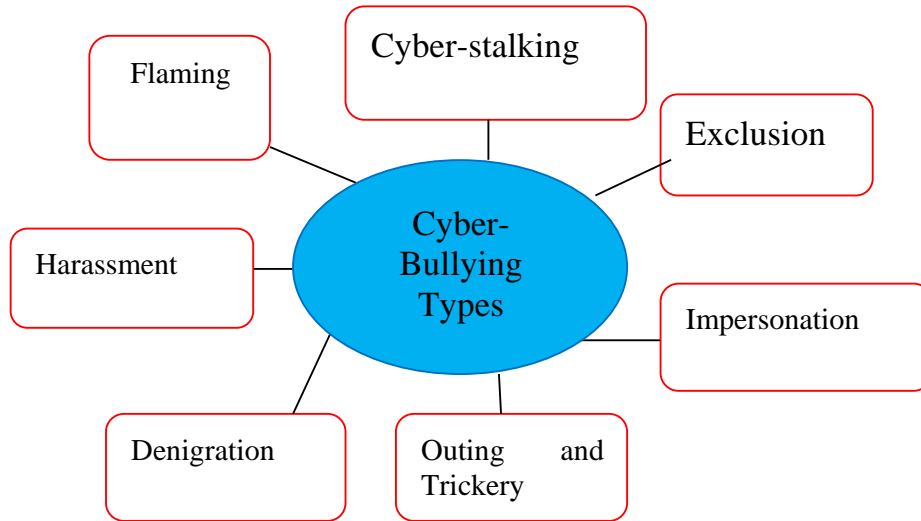 Cyber-stalking
Flaming
Exclusion
Cyber-
Bullying
Types
Harassment
Impersonation
Denigration
Outing and
Trickery